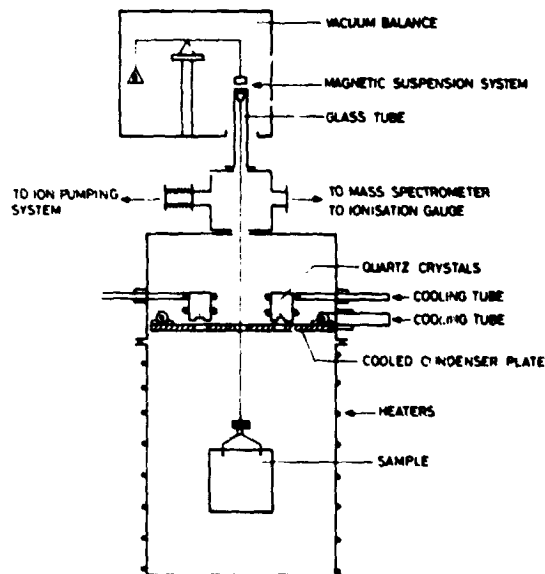 VACUUM BALANCE
MAGNETIC SUSPENSION SYSTEM
GLASS TUBE
TO ION PUMPING
SYSTEM
TO MASS SPECTROMETER
TO IONISATION GAUGE
QUARTZ CRYSTALS
COOLING TUBE
COOLING TUBE
COOLED CONDENSER PLATE
HEATERS
SAMPLE